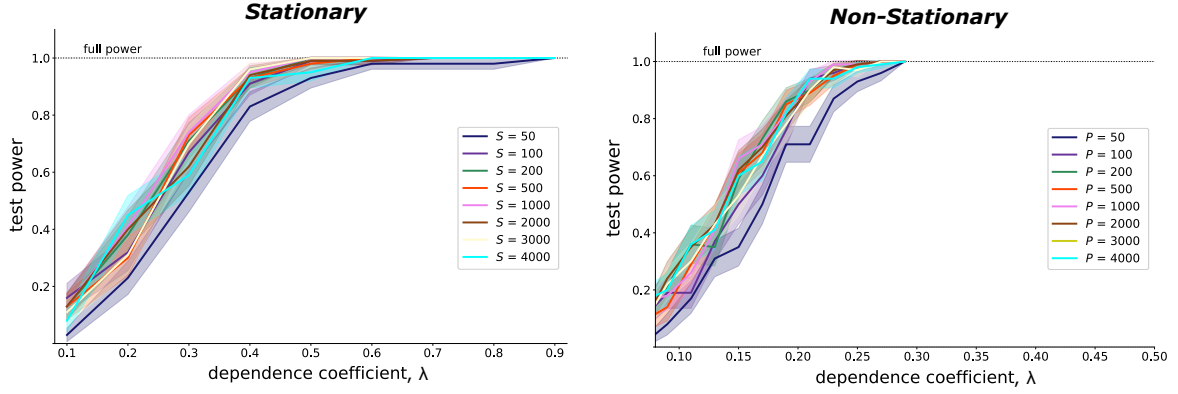 Stationary
full power
test power
1.0
0.8
0.6
0.4
0.2
S = 50
S = 100
S = 200
S = 500
S = 1000
S = 2000
S = 3000
S = 4000
0.1 0.2 0.3 0.4 0.5 0.6 0.7 0.8 0.9
dependence coefficient, λ
Non-Stationary
full power
test power
1.0
0.8
0.6
0.4
0.2
P = 50
P = 100
P = 200
P = 500
P = 1000
P = 2000
P = 3000
P = 4000
0.10 0.15 0.20 0.25 0.30 0.35 0.40 0.45 0.50
dependence coefficient, λ